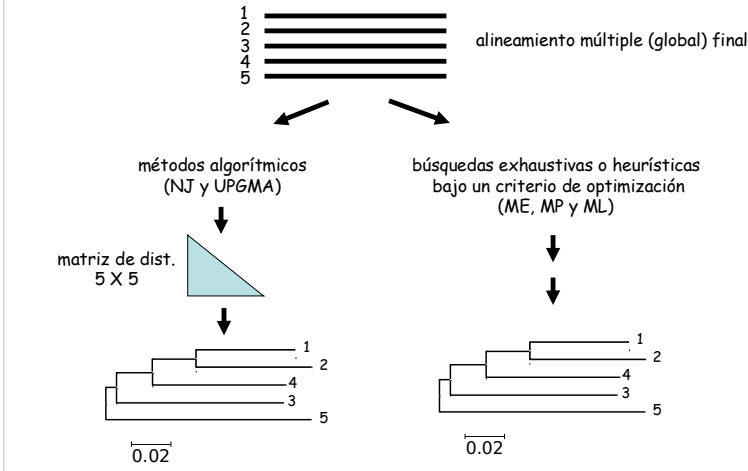 1
2
3
4
5
alineamiento múltiple (global) final
métodos algorítmicos
(NJ y UPGMA)
búsquedas exhaustivas o heurísticas
bajo un criterio de optimización
(ME, MP y ML)
matriz de dist.
5 X 5
1
2
4
3
5
0.02
1
2
4
3
5
0.02